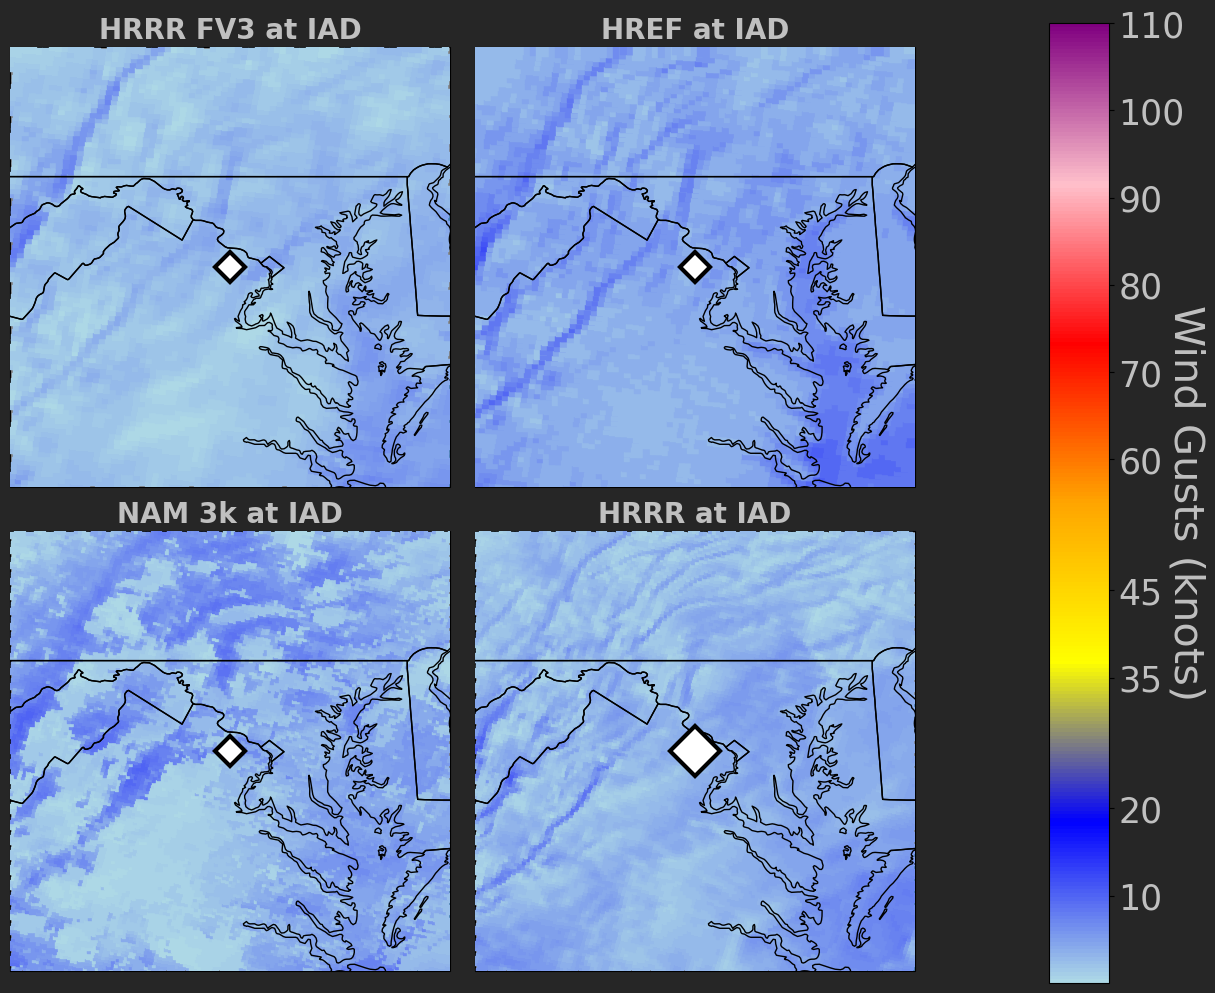 HRRR FV3 at IAD
HREF at IAD
NAM 3k at IAD
HRRR at IAD
110
100
90
80
70
60
45
35
20
10
Wind Gusts (knots)